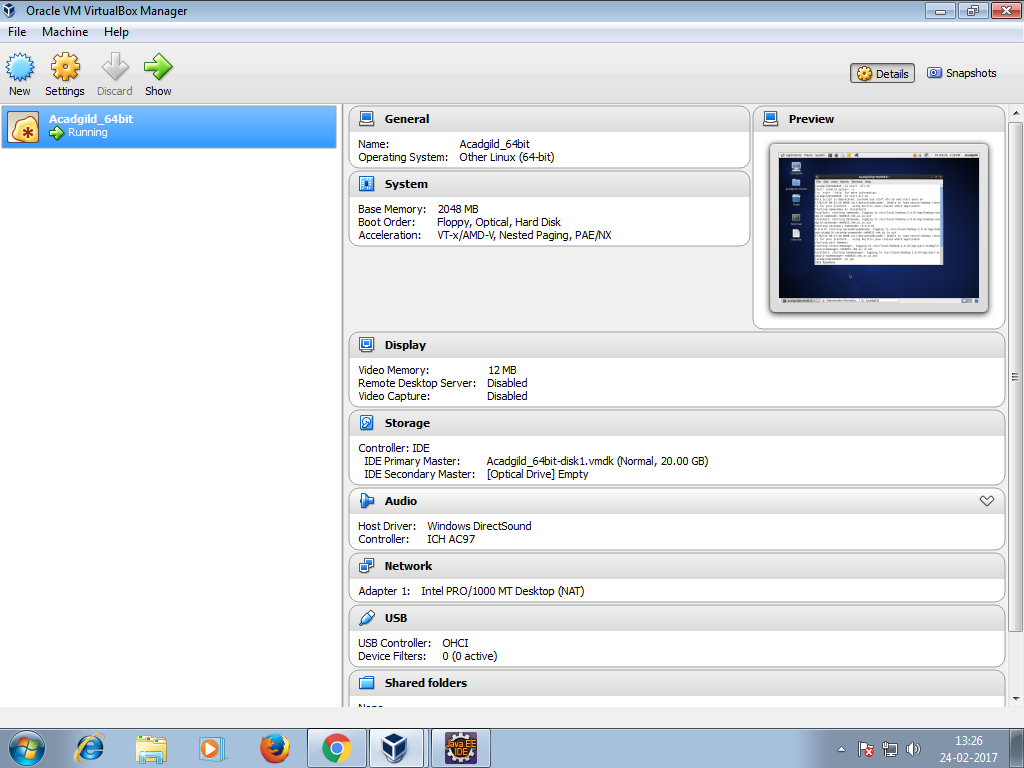 Oracle VM VirtualBox Manager
File Machine Help
New Settings Discard Show
Details Snapshots
Acadgild_64bit
Running
General
Name: Acadgild_64bit
Operating System: Other Linux (64-bit)
System
Base Memory: 2048 MB
Boot Order: Floppy, Optical, Hard Disk
Acceleration: VT-x/AMD-V, Nested Paging, PAE/NX
Preview
Display
Video Memory: 12 MB
Remote Desktop Server: Disabled
Video Capture: Disabled
Storage
Controller: IDE
IDE Primary Master: Acadgild_64bit-disk1.vmdk (Normal, 20.00 GB)
IDE Secondary Master: [Optical Drive] Empty
Audio
Host Driver: Windows DirectSound
Controller: ICH AC97
Network
Adapter 1: Intel PRO/1000 MT Desktop (NAT)
USB
USB Controller: OHCI
Device Filters: 0 (0 active)
Shared folders
Java EE
IDE
13:26
24-02-2017